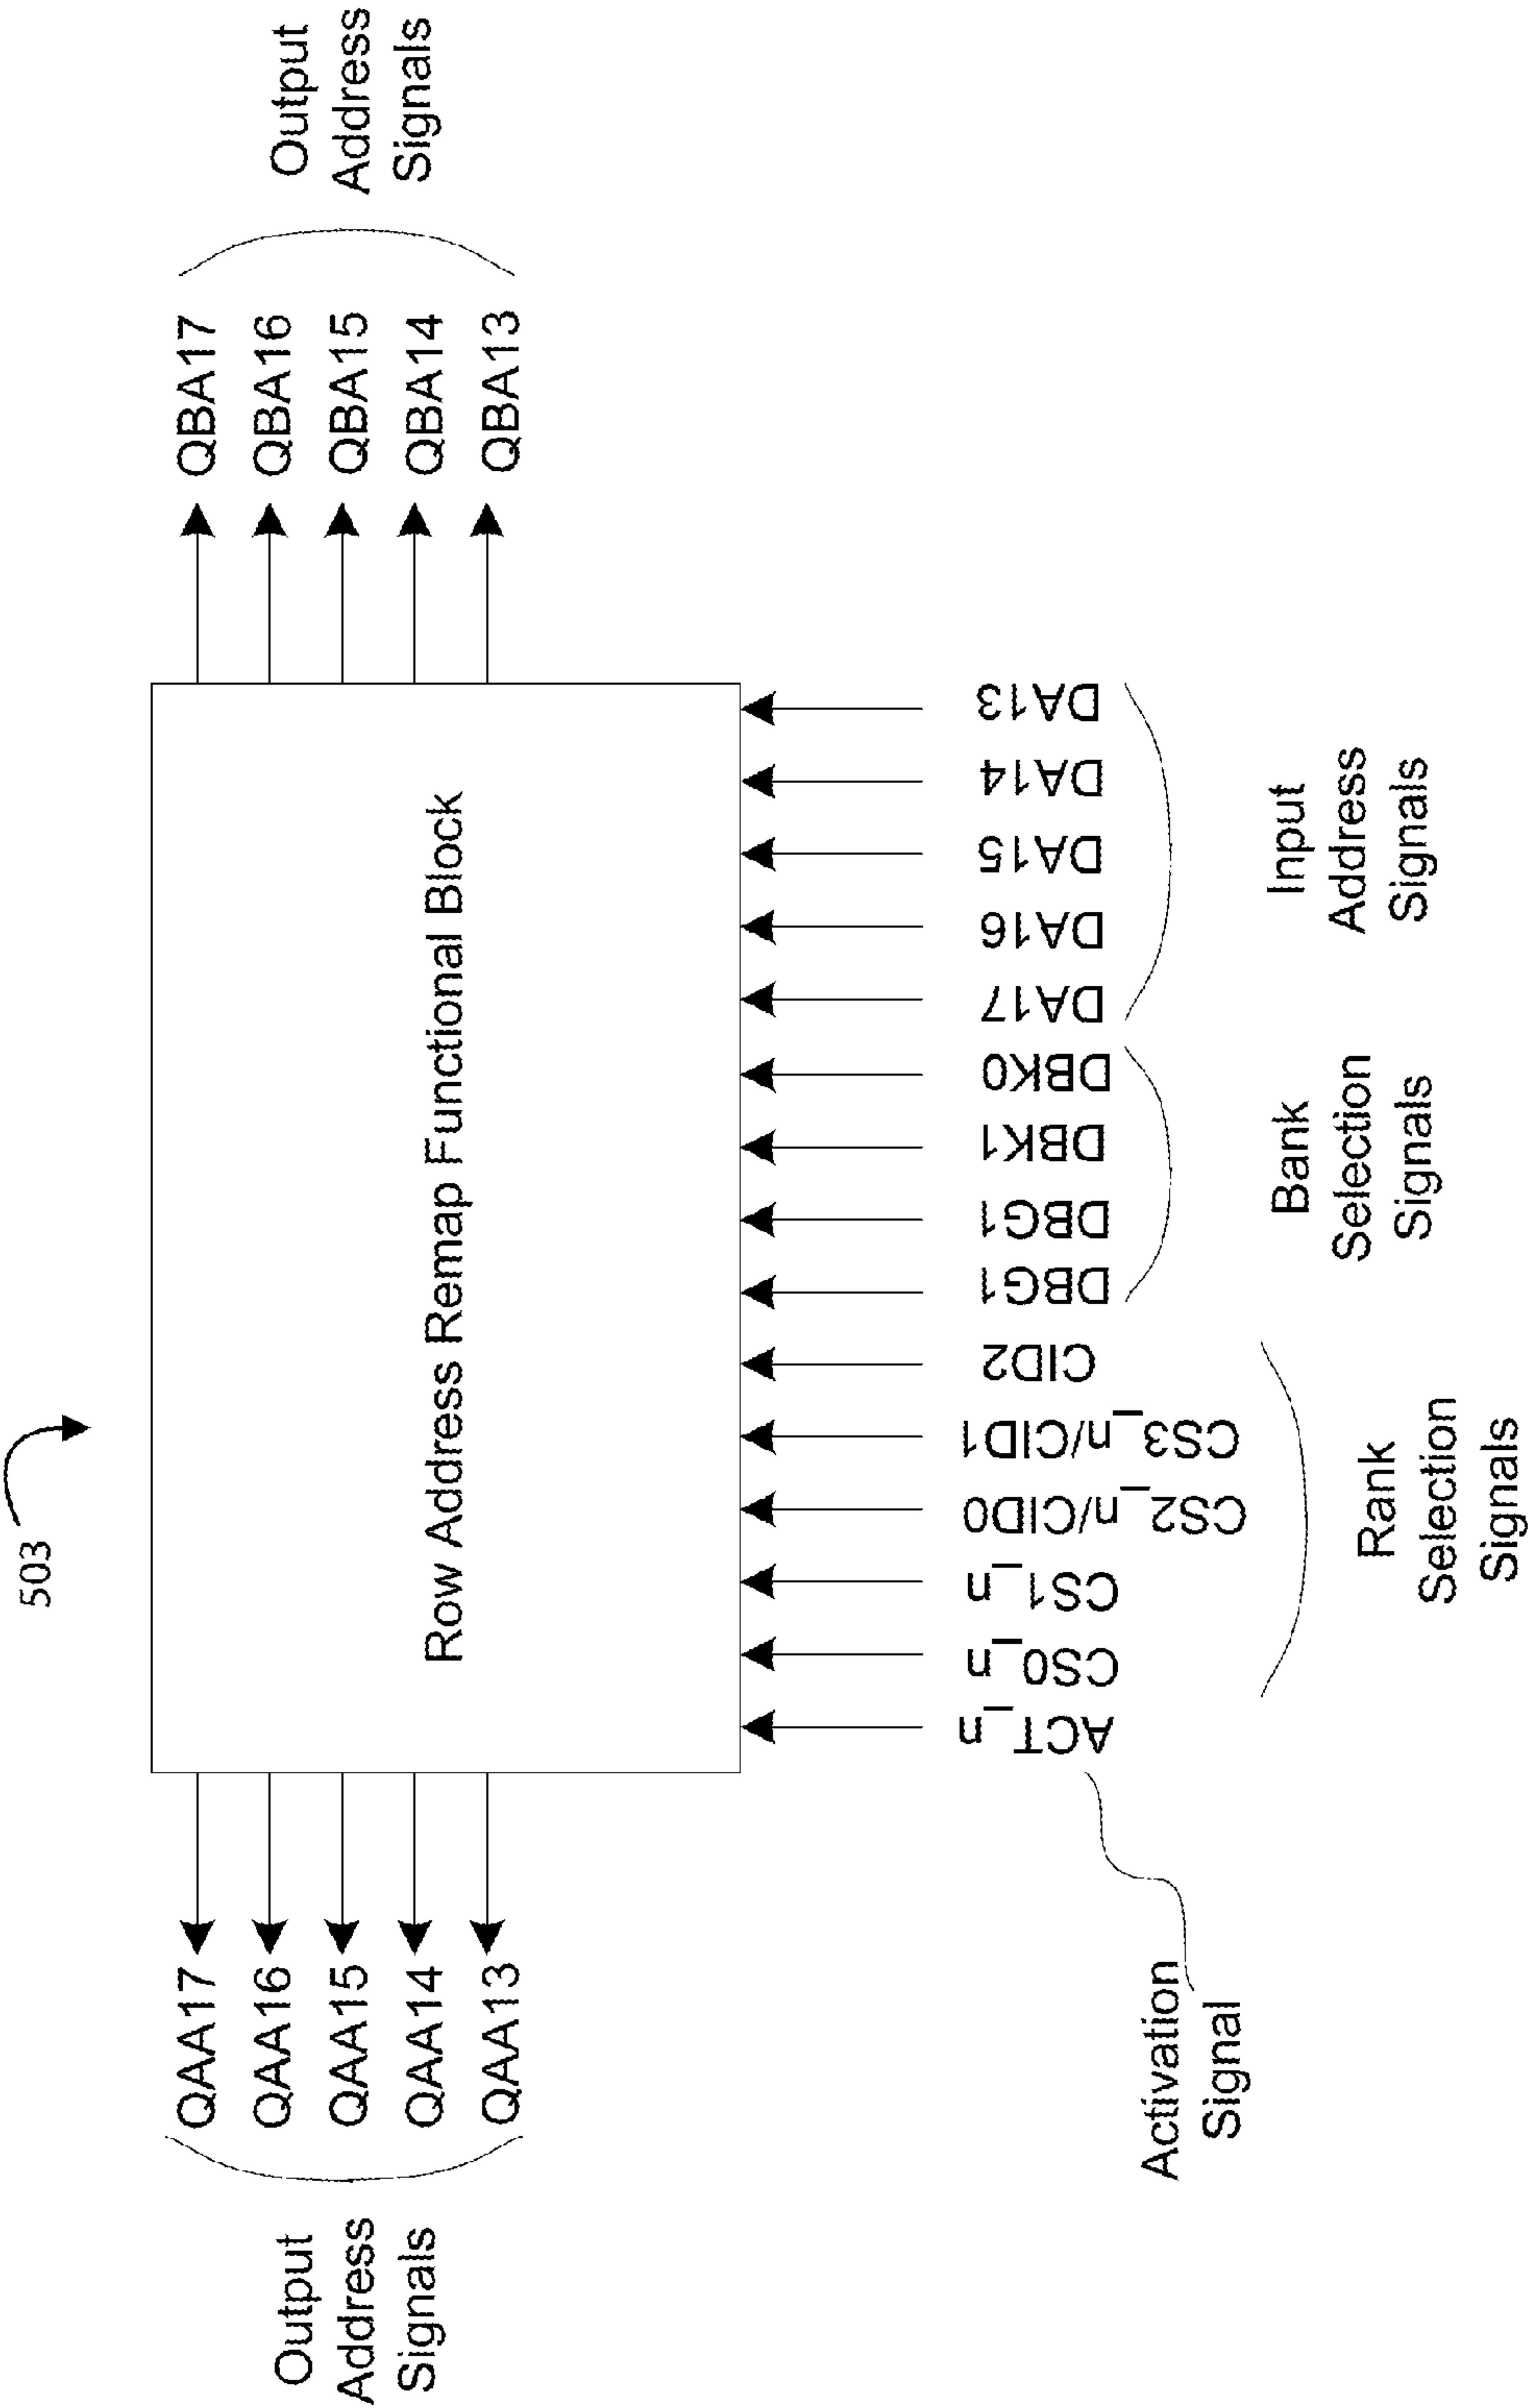 503
Row Address Remap Functional Block
QAA17
QAA16
QAA15
QAA14
QAA13
Output
Address
Signals
QBA17
QBA16
QBA15
QBA14
QBA13
Output
Address
Signals
ACT_n
CS0_n
CS1_n
CS2_n/CID0
CS3_n/CID1
CID2
DBG1
DBG1
DBK1
DBK0
DA17
DA16
DA15
DA14
DA13
Activation
Signal
Rank
Selection
Signals
Bank
Selection
Signals
Input
Address
Signals